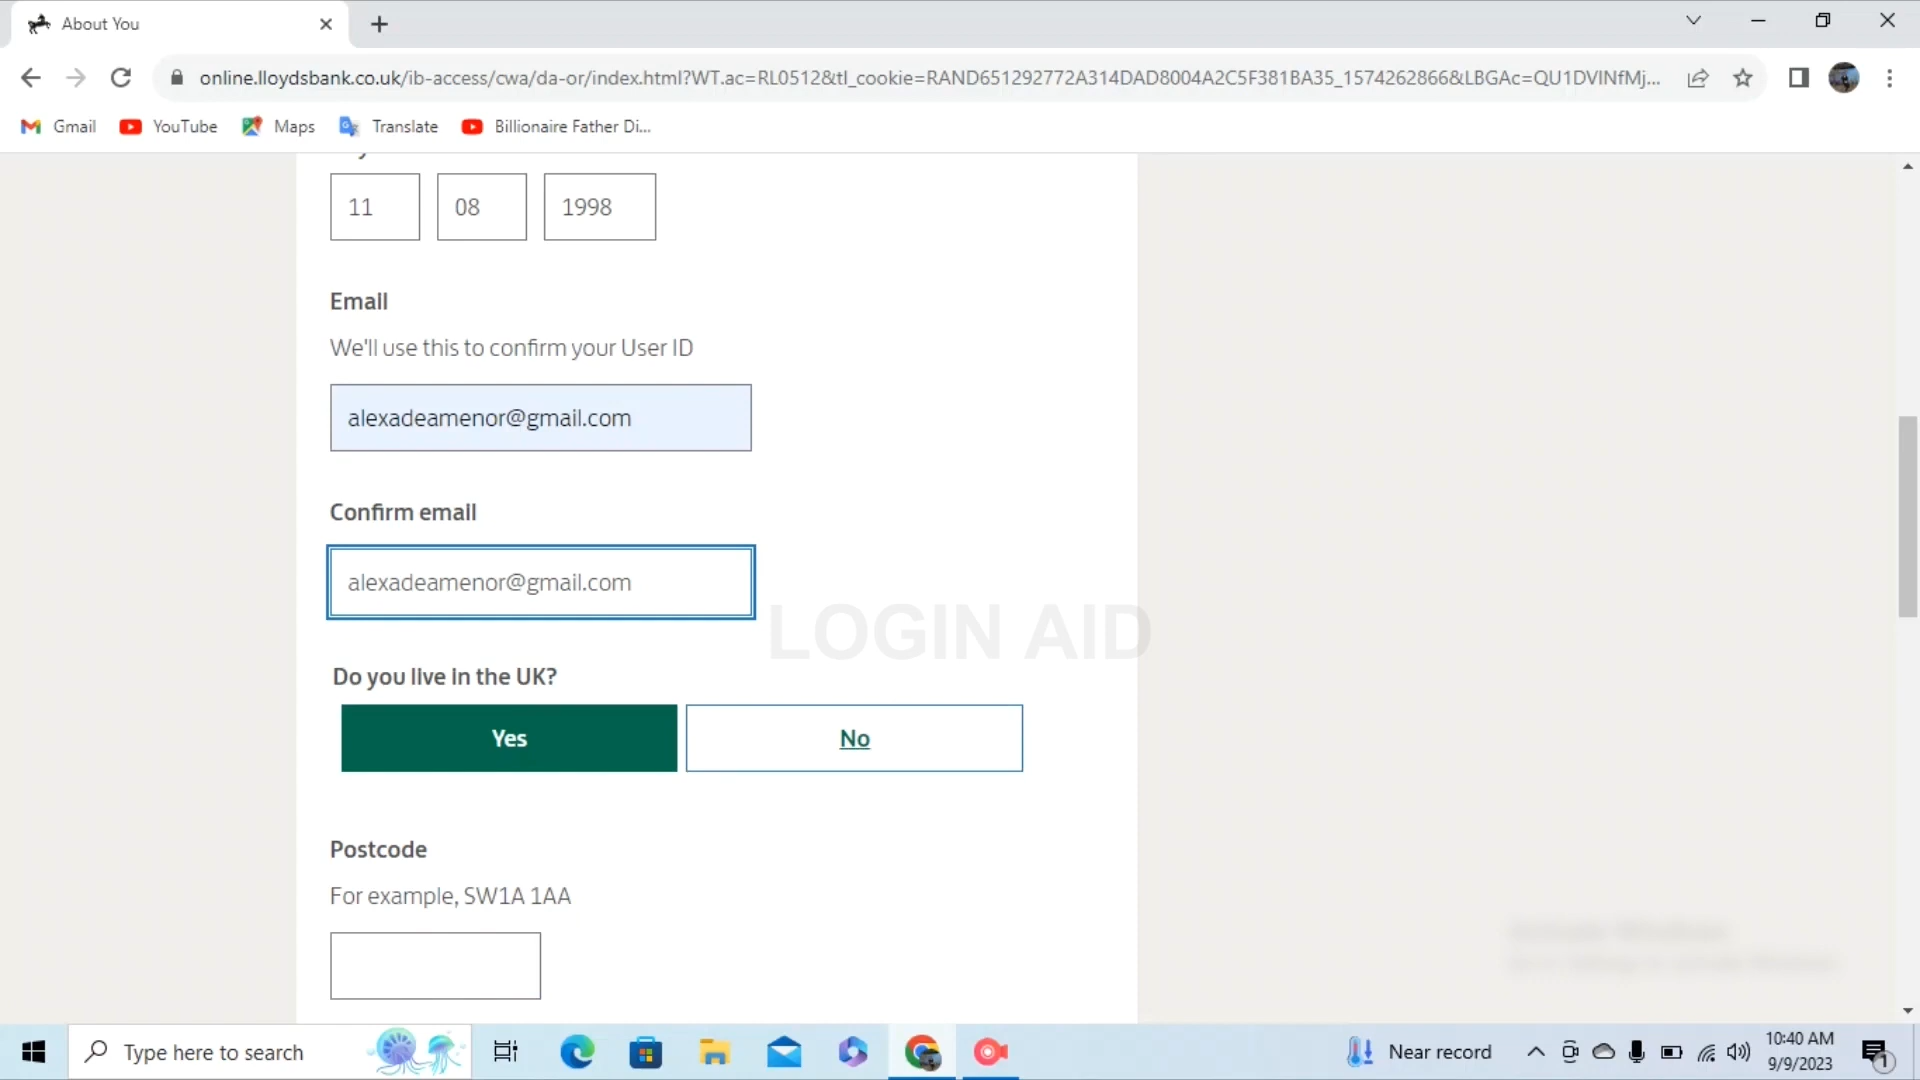 About You
online.lloydsbank.co.uk/ib-access/cwa/da-or/index.html?WT.ac=RL0512&tl_cookie=RAND651292772A314DAD8004A2C5F381BA35_1574262866&LBGAc=QU1DVlNfMj...
Gmail YouTube Maps Translate Billionaire Father Di...
11 08 1998
Email
We'll use this to confirm your User ID
alexadeamenor@gmail.com
Confirm email
alexadeamenor@gmail.com
LOGIN AID
Do you live in the UK?
Yes No
Postcode
For example, SW1A 1AA
Type here to search
Near record
10:40 AM
9/9/2023
1